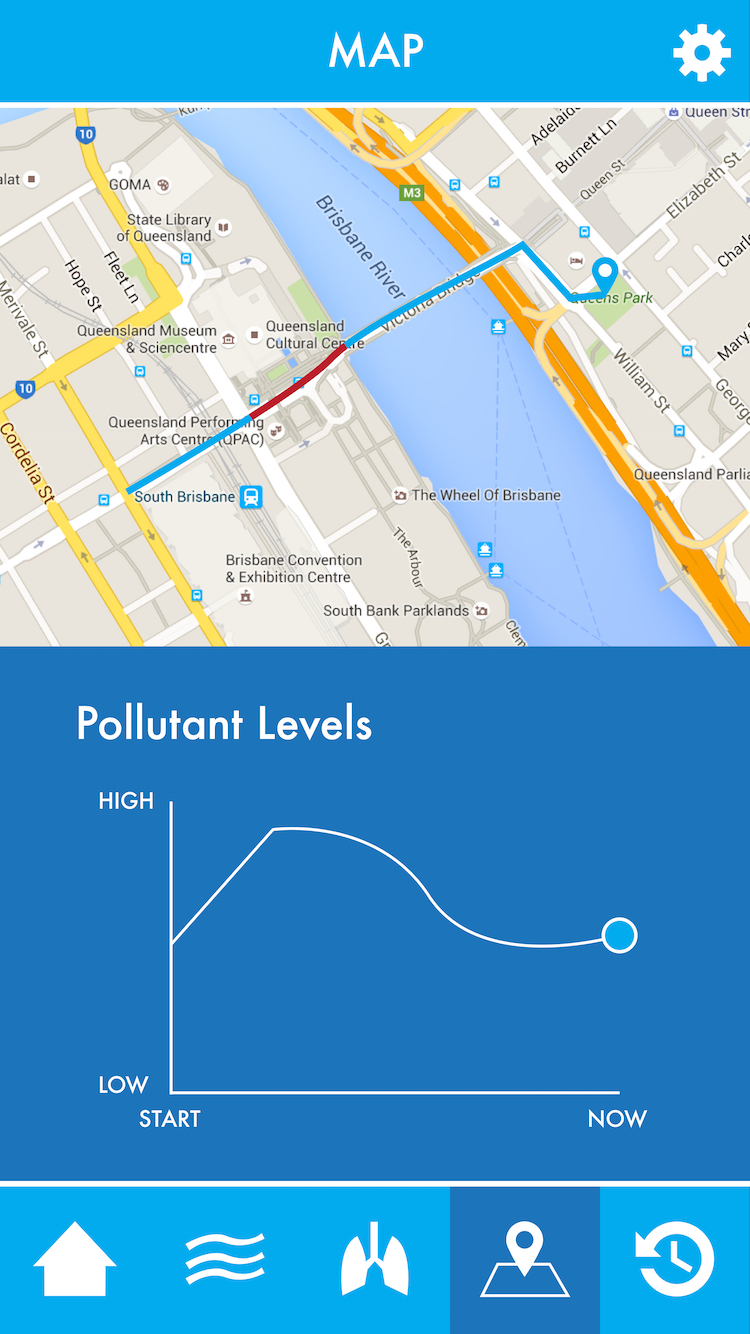 MAP
10
Queen Str
Adelaide
Burnett Ln
GOMA
M3
Queen St
Elizabeth St
State Library
of Queensland
Brisbane River
Charlo
Fleet Ln
Hope St
Merivale St
Queens Park
Victoria Bridge
Queensland Museum
& Sciencentre
Queensland
Cultural Centre
Mary
10
William St
George
Queensland Performing
Arts Centre (QPAC)
Cordelia St
Queensland Parlia
South Brisbane
The Wheel Of Brisbane
The Arbour
Brisbane Convention
& Exhibition Centre
South Bank Parklands
Gr
Clem
Pollutant Levels
HIGH
LOW
START
NOW